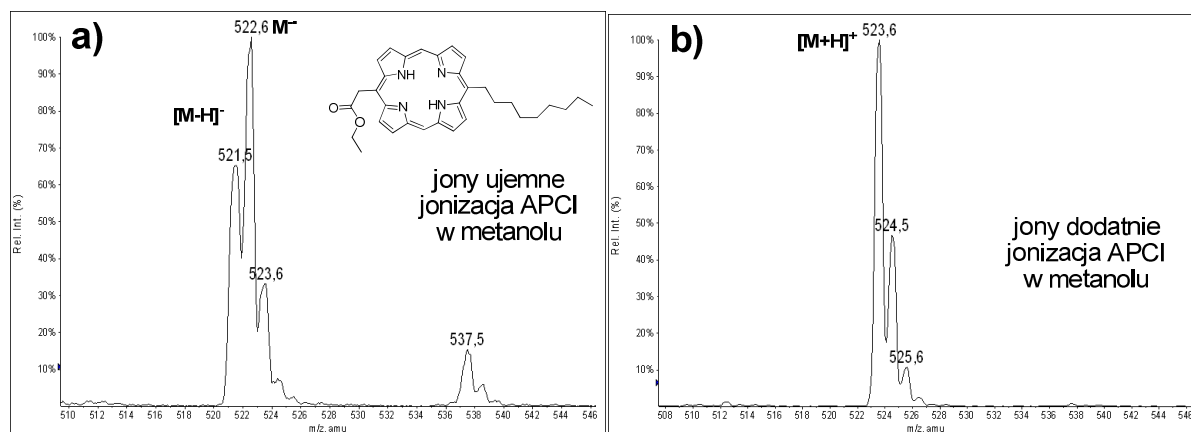 a)
522,6 M⁻·
[M-H]⁻
521,5
523,6
537,5
NH
N
N
HN
O
O
jony ujemne
jonizacja APCI
w metanolu
Rel. Int. (%)
100%
90%
80%
70%
60%
50%
40%
30%
20%
10%
510 512 514 516 518 520 522 524 526 528 530 532 534 536 538 540 542 544 546
m/z, amu
b)
[M+H]⁺
523,6
524,5
525,6
jony dodatnie
jonizacja APCI
w metanolu
Rel. Int. (%)
100%
90%
80%
70%
60%
50%
40%
30%
20%
10%
508 510 512 514 516 518 520 522 524 526 528 530 532 534 536 538 540 542 544 546
m/z, amu